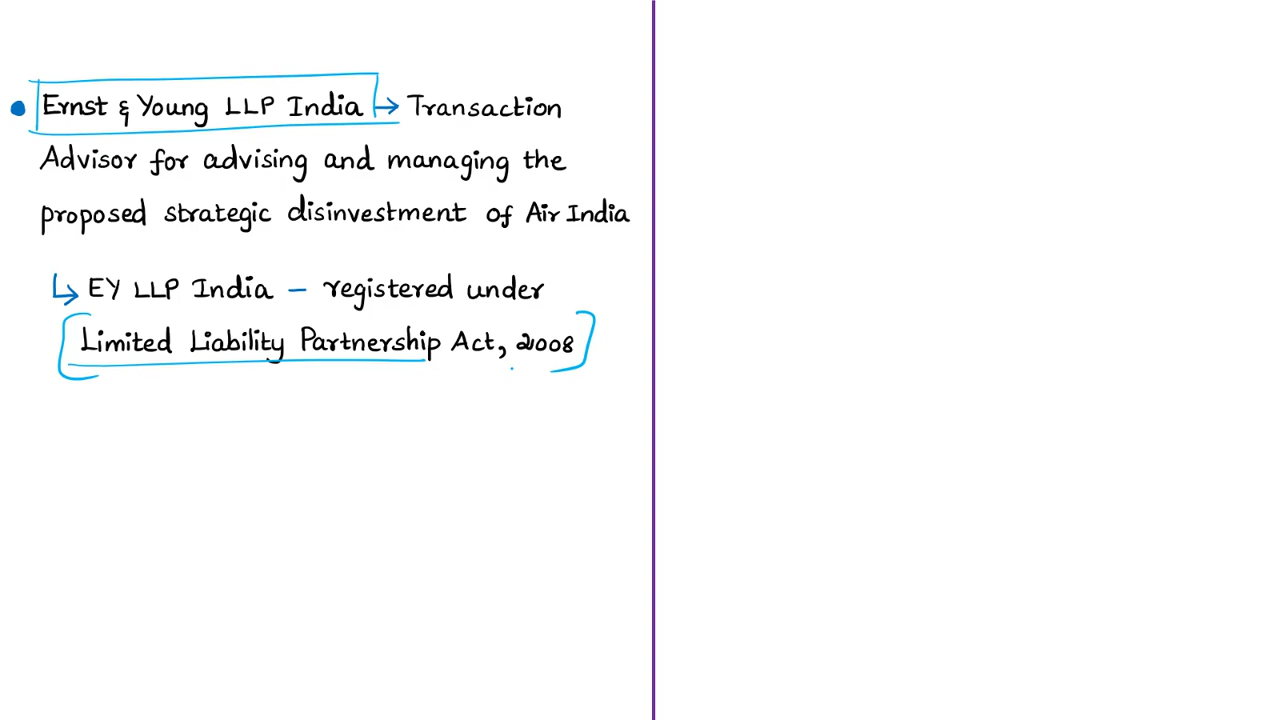 • Ernst & Young LLP India → Transaction
Advisor for advising and managing the
proposed strategic disinvestment of Air India
↳ EY LLP India – registered under
Limited Liability Partnership Act, 2008